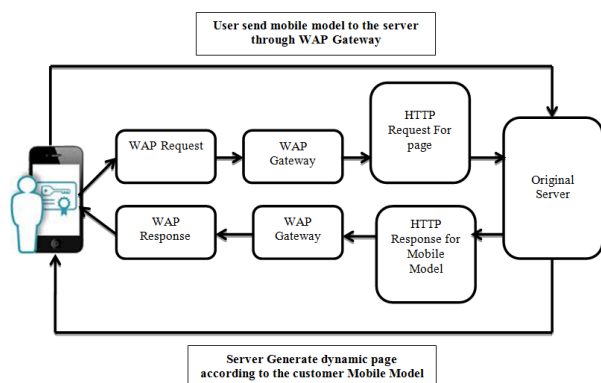 User send mobile model to the server
through WAP Gateway
WAP Request
WAP
Gateway
HTTP
Request For
page
Original
Server
WAP
Response
WAP
Gateway
HTTP
Response for
Mobile
Model
Server Generate dynamic page
according to the customer Mobile Model